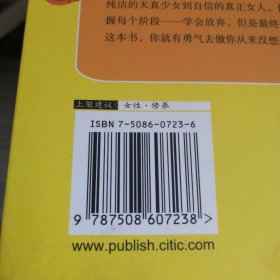 纯洁的天真少女到自信的真正女人。
握每个阶段——学会放弃，但是最终
这本书，你就有勇气去做你从来没想
上架建议 女性·修养
ISBN 7-5086-0723-6
9 787508 607238 >
www.publish.citic.com